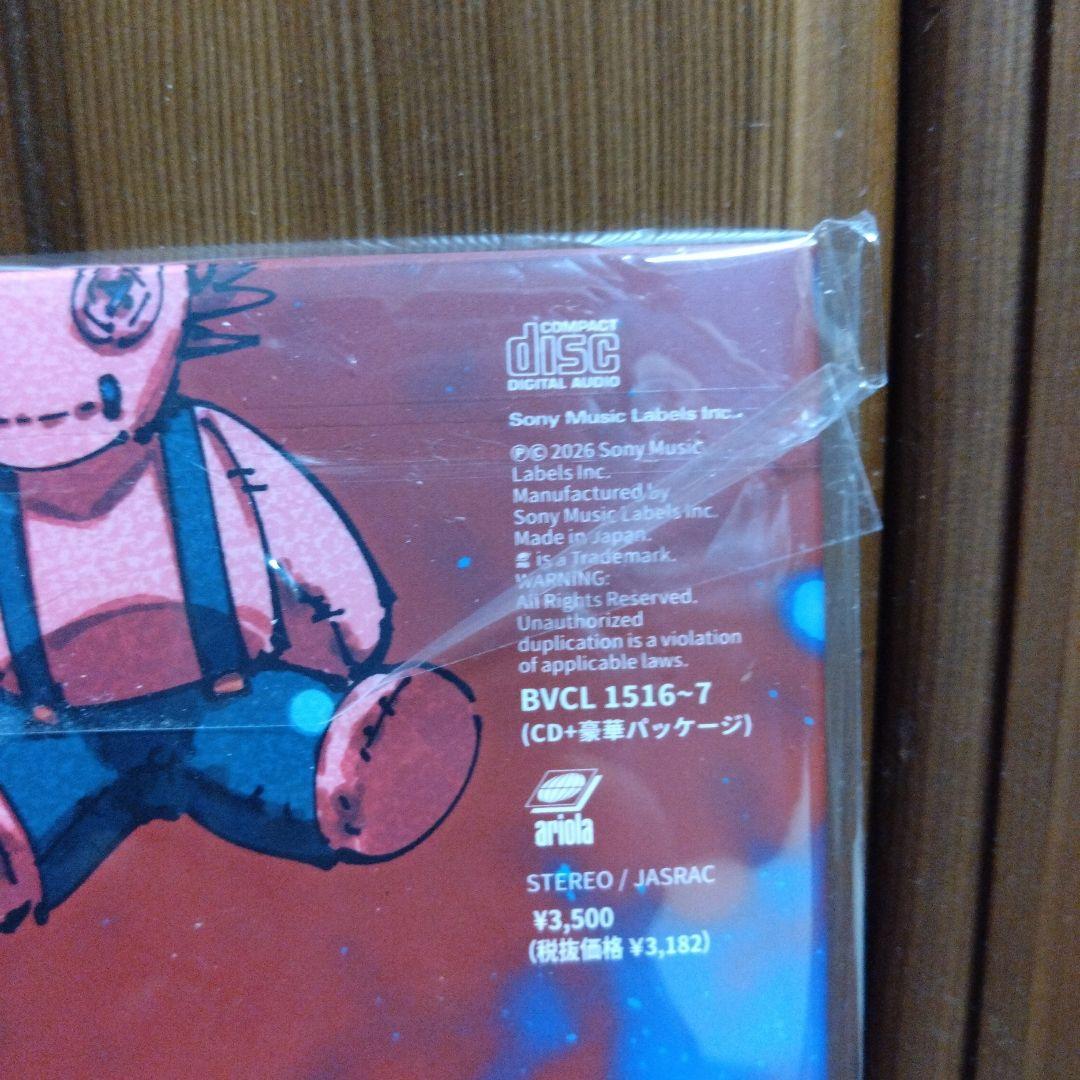 COMPACT
disc
DIGITAL AUDIO
Sony Music Labels Inc.
℗© 2026 Sony Music
Labels Inc.
Manufactured by
Sony Music Labels Inc.
Made in Japan.
is a Trademark.
WARNING:
All Rights Reserved.
Unauthorized
duplication is a violation
of applicable laws.
BVCL 1516~7
(CD+豪華パッケージ)
ariola
STEREO / JASRAC
¥3,500
(税抜価格 ¥3,182)